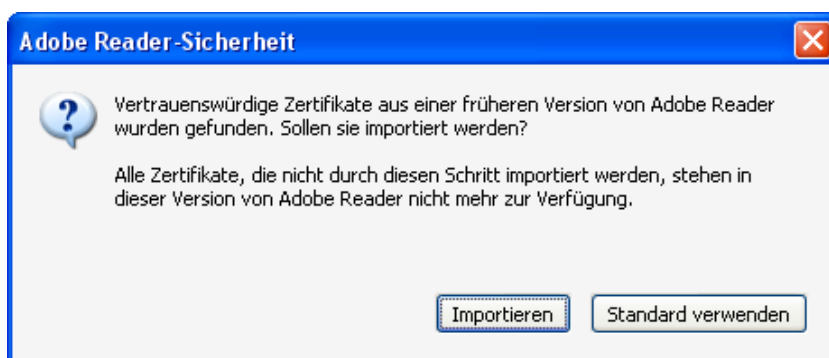 Adobe Reader-Sicherheit
Vertrauenswürdige Zertifikate aus einer früheren Version von Adobe Reader
wurden gefunden. Sollen sie importiert werden?
Alle Zertifikate, die nicht durch diesen Schritt importiert werden, stehen in
dieser Version von Adobe Reader nicht mehr zur Verfügung.
Importieren
Standard verwenden